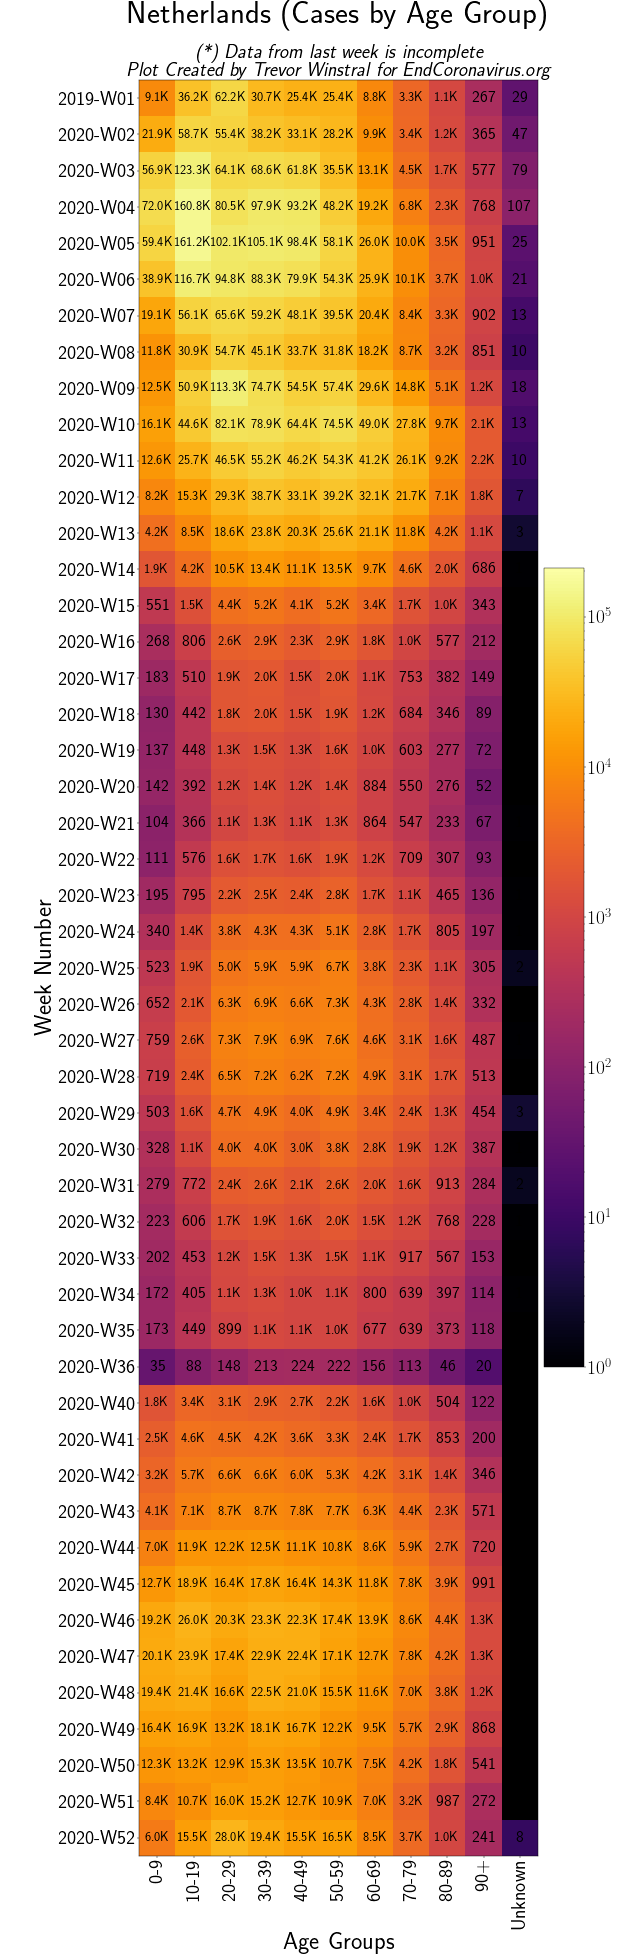 Netherlands (Cases by Age Group)
(*) Data from last week is incomplete
Plot Created by Trevor Winstral for EndCoronavirus.org
2019-W01 9.1K 36.2K 62.2K 30.7K 25.4K 25.4K 8.8K 3.3K 1.1K 267 29
2020-W02 21.9K 58.7K 55.4K 38.2K 33.1K 28.2K 9.9K 3.4K 1.2K 365 47
2020-W03 56.9K 123.3K 64.1K 68.6K 61.8K 35.5K 13.1K 4.5K 1.7K 577 79
2020-W04 72.0K 160.8K 80.5K 97.9K 93.2K 48.2K 19.2K 6.8K 2.3K 768 107
2020-W05 59.4K 161.2K 102.1K 105.1K 98.4K 58.1K 26.0K 10.0K 3.5K 951 25
2020-W06 38.9K 116.7K 94.8K 88.3K 79.9K 54.3K 25.9K 10.1K 3.7K 1.0K 21
2020-W07 19.1K 56.1K 65.6K 59.2K 48.1K 39.5K 20.4K 8.4K 3.3K 902 13
2020-W08 11.8K 30.9K 54.7K 45.1K 33.7K 31.8K 18.2K 8.7K 3.2K 851 10
2020-W09 12.5K 50.9K 113.3K 74.7K 54.5K 57.4K 29.6K 14.8K 5.1K 1.2K 18
2020-W10 16.1K 44.6K 82.1K 78.9K 64.4K 74.5K 49.0K 27.8K 9.7K 2.1K 13
2020-W11 12.6K 25.7K 46.5K 55.2K 46.2K 54.3K 41.2K 26.1K 9.2K 2.2K 10
2020-W12 8.2K 15.3K 29.3K 38.7K 33.1K 39.2K 32.1K 21.7K 7.1K 1.8K 7
2020-W13 4.2K 8.5K 18.6K 23.8K 20.3K 25.6K 21.1K 11.8K 4.2K 1.1K 3
2020-W14 1.9K 4.2K 10.5K 13.4K 11.1K 13.5K 9.7K 4.6K 2.0K 686
2020-W15 551 1.5K 4.4K 5.2K 4.1K 5.2K 3.4K 1.7K 1.0K 343
2020-W16 268 806 2.6K 2.9K 2.3K 2.9K 1.8K 1.0K 577 212
2020-W17 183 510 1.9K 2.0K 1.5K 2.0K 1.1K 753 382 149
2020-W18 130 442 1.8K 2.0K 1.5K 1.9K 1.2K 684 346 89
2020-W19 137 448 1.3K 1.5K 1.3K 1.6K 1.0K 603 277 72
2020-W20 142 392 1.2K 1.4K 1.2K 1.4K 884 550 276 52
2020-W21 104 366 1.1K 1.3K 1.1K 1.3K 864 547 233 67
2020-W22 111 576 1.6K 1.7K 1.6K 1.9K 1.2K 709 307 93
2020-W23 195 795 2.2K 2.5K 2.4K 2.8K 1.7K 1.1K 465 136
2020-W24 340 1.4K 3.8K 4.3K 4.3K 5.1K 2.8K 1.7K 805 197
2020-W25 523 1.9K 5.0K 5.9K 5.9K 6.7K 3.8K 2.3K 1.1K 305 2
2020-W26 652 2.1K 6.3K 6.9K 6.6K 7.3K 4.3K 2.8K 1.4K 332
2020-W27 759 2.6K 7.3K 7.9K 6.9K 7.6K 4.6K 3.1K 1.6K 487
2020-W28 719 2.4K 6.5K 7.2K 6.2K 7.2K 4.9K 3.1K 1.7K 513
2020-W29 503 1.6K 4.7K 4.9K 4.0K 4.9K 3.4K 2.4K 1.3K 454 3
2020-W30 328 1.1K 4.0K 4.0K 3.0K 3.8K 2.8K 1.9K 1.2K 387
2020-W31 279 772 2.4K 2.6K 2.1K 2.6K 2.0K 1.6K 913 284 2
2020-W32 223 606 1.7K 1.9K 1.6K 2.0K 1.5K 1.2K 768 228
2020-W33 202 453 1.2K 1.5K 1.3K 1.5K 1.1K 917 567 153
2020-W34 172 405 1.1K 1.3K 1.0K 1.1K 800 639 397 114
2020-W35 173 449 899 1.1K 1.1K 1.0K 677 639 373 118
2020-W36 35 88 148 213 224 222 156 113 46 20
2020-W40 1.8K 3.4K 3.1K 2.9K 2.7K 2.2K 1.6K 1.0K 504 122
2020-W41 2.5K 4.6K 4.5K 4.2K 3.6K 3.3K 2.4K 1.7K 853 200
2020-W42 3.2K 5.7K 6.6K 6.6K 6.0K 5.3K 4.2K 3.1K 1.4K 346
2020-W43 4.1K 7.1K 8.7K 8.7K 7.8K 7.7K 6.3K 4.4K 2.3K 571
2020-W44 7.0K 11.9K 12.2K 12.5K 11.1K 10.8K 8.6K 5.9K 2.7K 720
2020-W45 12.7K 18.9K 16.4K 17.8K 16.4K 14.3K 11.8K 7.8K 3.9K 991
2020-W46 19.2K 26.0K 20.3K 23.3K 22.3K 17.4K 13.9K 8.6K 4.4K 1.3K
2020-W47 20.1K 23.9K 17.4K 22.9K 22.4K 17.1K 12.7K 7.8K 4.2K 1.3K
2020-W48 19.4K 21.4K 16.6K 22.5K 21.0K 15.5K 11.6K 7.0K 3.8K 1.2K
2020-W49 16.4K 16.9K 13.2K 18.1K 16.7K 12.2K 9.5K 5.7K 2.9K 868
2020-W50 12.3K 13.2K 12.9K 15.3K 13.5K 10.7K 7.5K 4.2K 1.8K 541
2020-W51 8.4K 10.7K 16.0K 15.2K 12.7K 10.9K 7.0K 3.2K 987 272
2020-W52 6.0K 15.5K 28.0K 19.4K 15.5K 16.5K 8.5K 3.7K 1.0K 241 8
0-9 10-19 20-29 30-39 40-49 50-59 60-69 70-79 80-89 90+ Unknown
Age Groups
Week Number
10⁵
10⁴
10³
10²
10¹
10⁰